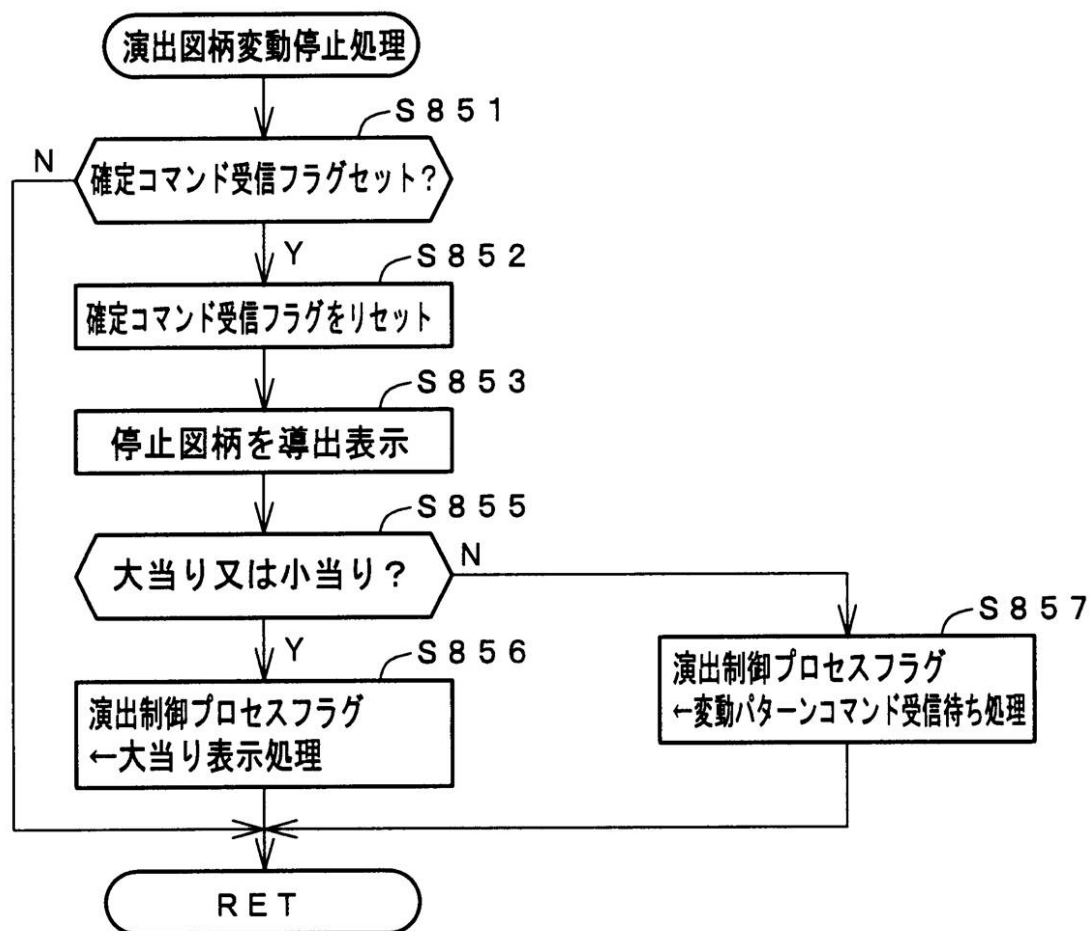 演出図柄変動停止処理
S851
N
確定コマンド受信フラグセット?
Y
S852
確定コマンド受信フラグをリセット
S853
停止図柄を導出表示
S855
大当り又は小当り?
N
Y
S856
演出制御プロセスフラグ
←大当り表示処理
S857
演出制御プロセスフラグ
←変動パターンコマンド受信待ち処理
RET